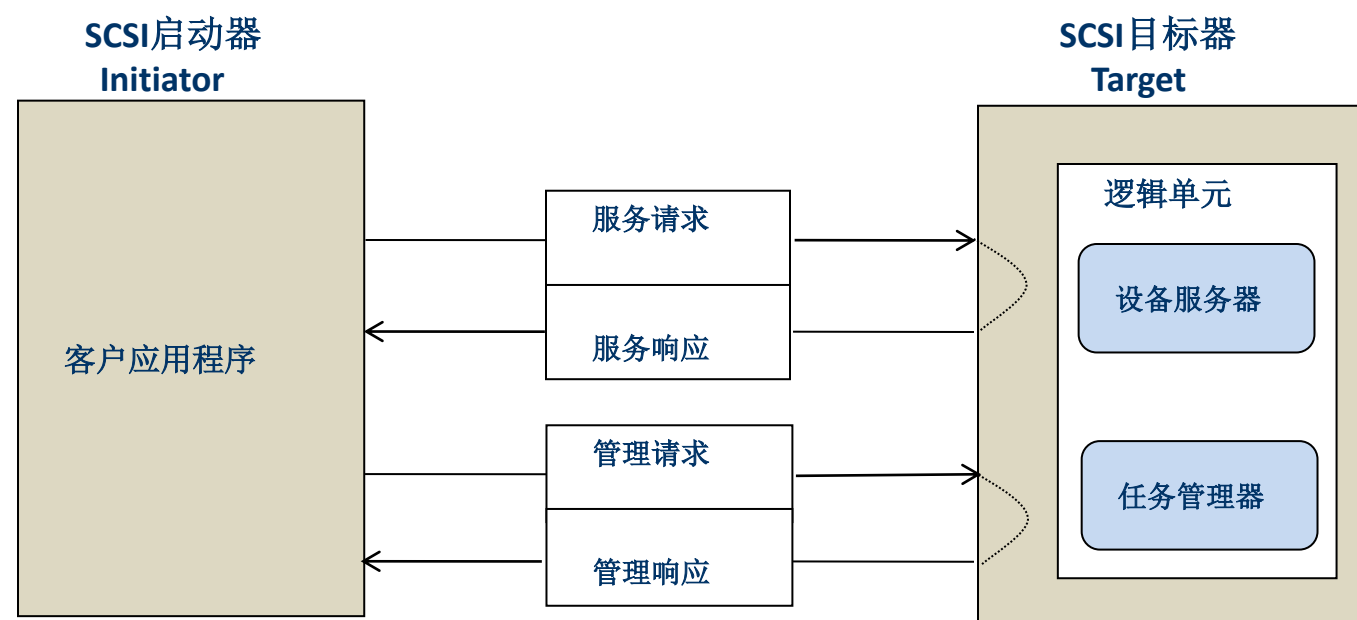 SCSI启动器
Initiator
SCSI目标器
Target
客户应用程序
服务请求
服务响应
管理请求
管理响应
逻辑单元
设备服务器
任务管理器